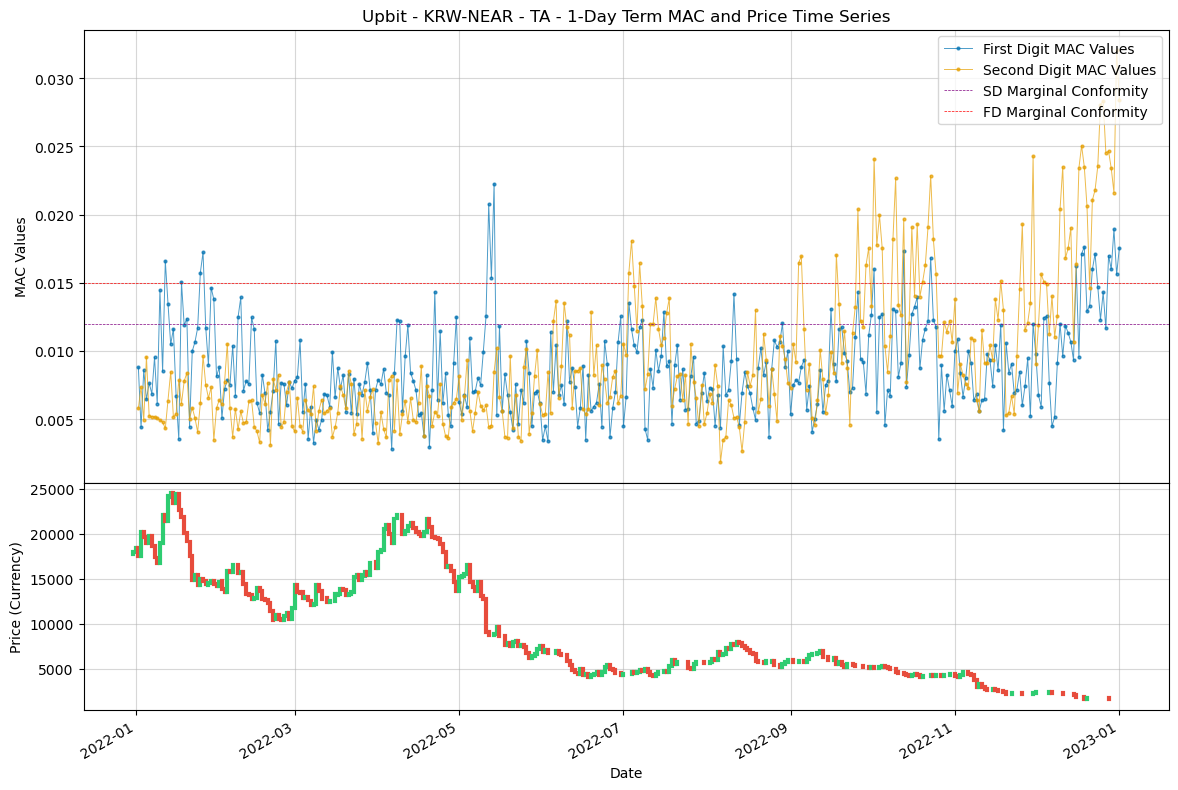 Upbit - KRW-NEAR - TA - 1-Day Term MAC and Price Time Series
First Digit MAC Values
Second Digit MAC Values
SD Marginal Conformity
FD Marginal Conformity
MAC Values
0.030
0.025
0.020
0.015
0.010
0.005
Price (Currency)
25000
20000
15000
10000
5000
2022-01
2022-03
2022-05
2022-07
2022-09
2022-11
2023-01
Date